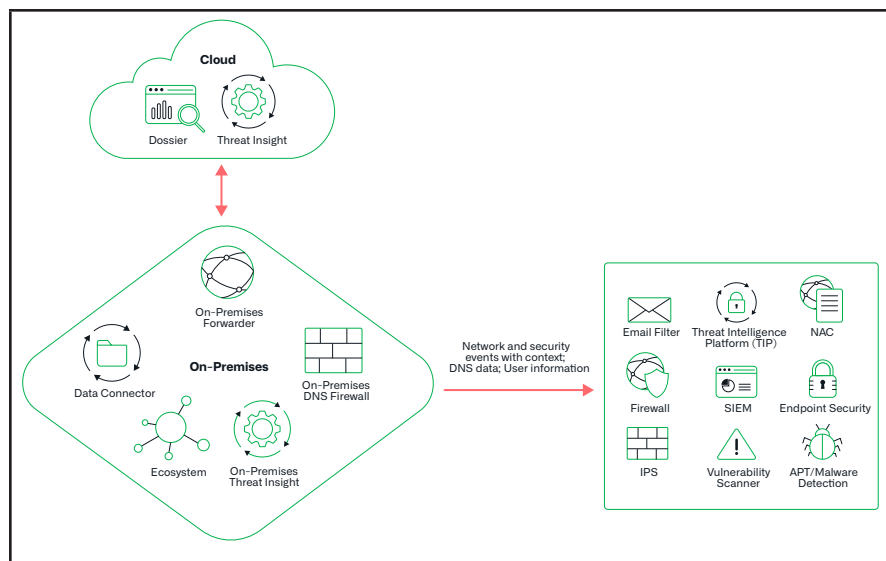 Cloud
Dossier
Threat Insight
On-Premises
Forwarder
Data Connector
On-Premises
On-Premises
DNS Firewall
Ecosystem
On-Premises
Threat Insight
Network and security
events with context;
DNS data; User information
Email Filter
Threat Intelligence
Platform (TIP)
NAC
Firewall
SIEM
Endpoint Security
IPS
Vulnerability
Scanner
APT/Malware
Detection